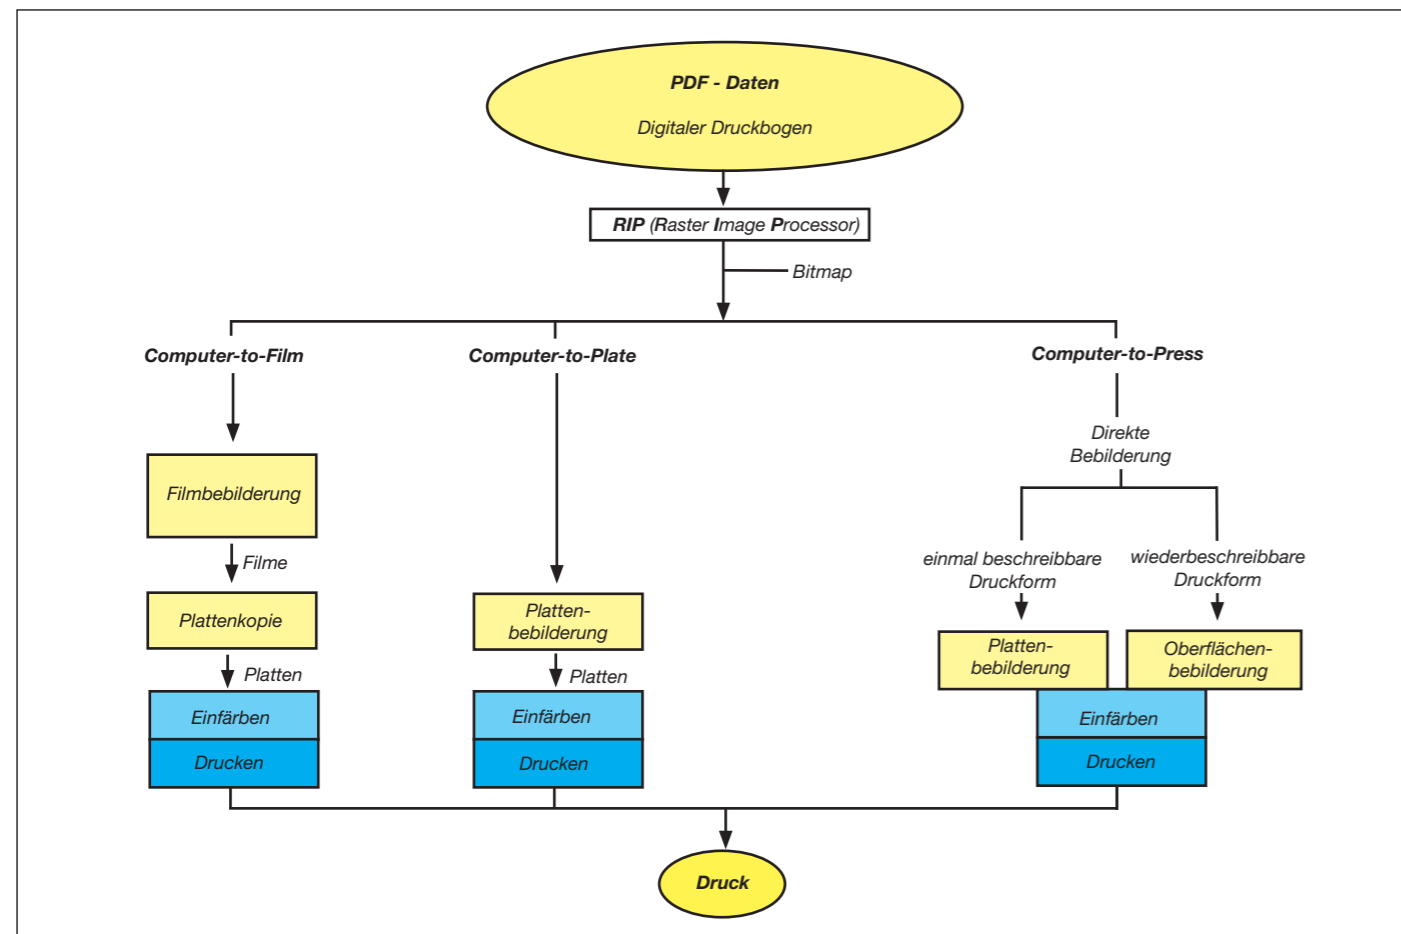 PDF - Daten
Digitaler Druckbogen
RIP (Raster Image Processor)
Bitmap
Computer-to-Film
Computer-to-Plate
Computer-to-Press
Direkte
Bebilderung
Filmbebilderung
Filme
einmal beschreibbare
Druckform
wiederbeschreibbare
Druckform
Plattenkopie
Platten-
bebilderung
Platten-
bebilderung
Oberflächen-
bebilderung
Platten
Platten
Einfärben
Einfärben
Einfärben
Drucken
Drucken
Drucken
Druck